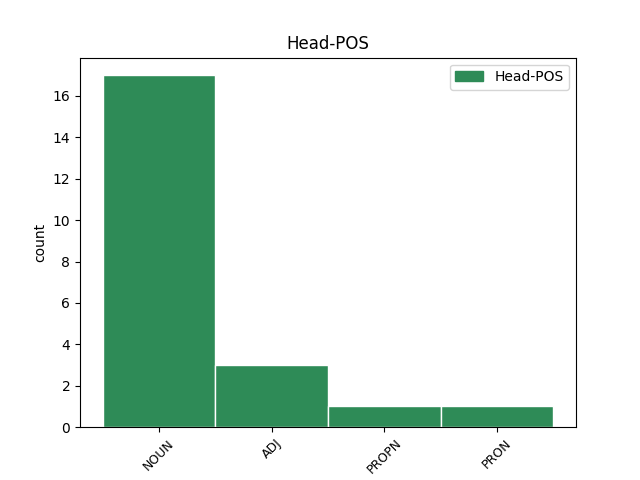 Head-POS
Head-POS
count
16
14
12
10
8
6
4
2
0
NOUN
ADJ
PROPN
PRON